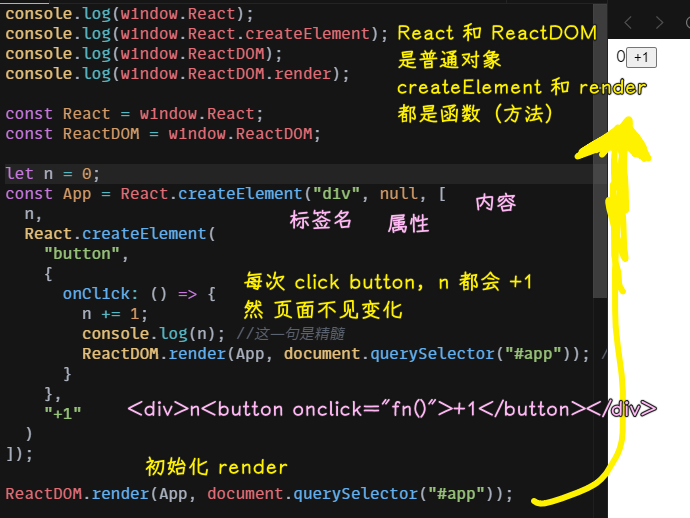 console.log(window.React);
console.log(window.React.createElement);
console.log(window.ReactDOM);
console.log(window.ReactDOM.render);
React 和 ReactDOM
是普通对象
createElement 和 render
都是函数（方法）
0 +1
const React = window.React;
const ReactDOM = window.ReactDOM;
let n = 0;
const App = React.createElement("div", null, [
标签名 属性 内容
n,
React.createElement(
"button",
{
onClick: () => {
n += 1;
console.log(n); //这一句是精髓
ReactDOM.render(App, document.querySelector("#app")); /
}
},
"+1"
)
]);
每次 click button，n 都会 +1
然 页面不见变化
<div>n<button onclick="fn()">+1</button></div>
初始化 render
ReactDOM.render(App, document.querySelector("#app"));